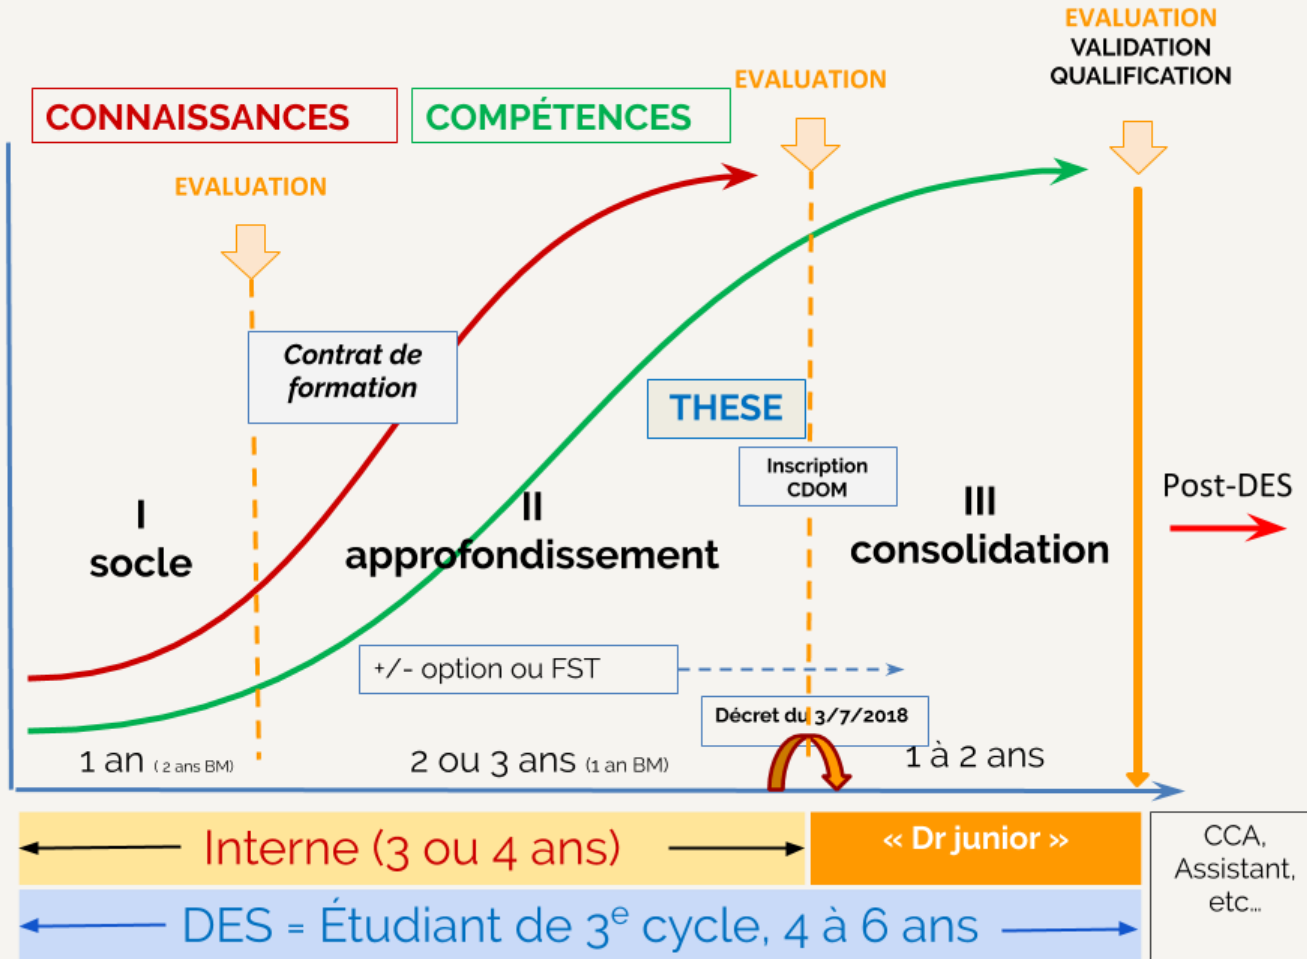 EVALUATION
VALIDATION
QUALIFICATION
EVALUATION
CONNAISSANCES
COMPÉTENCES
EVALUATION
Contrat de
formation
THESE
Inscription
CDOM
I
socle
II
approfondissement
III
consolidation
Post-DES
+/- option ou FST
Décret du 3/7/2018
1 an ( 2 ans BM)
2 ou 3 ans (1 an BM)
1 à 2 ans
Interne (3 ou 4 ans)
« Dr junior »
CCA,
Assistant,
etc…
DES = Étudiant de 3e cycle, 4 à 6 ans